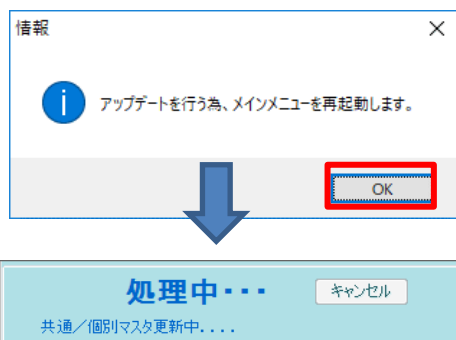 情報
アップデートを行う為、メインメニューを再起動します。
OK
処理中・・・
キャンセル
共通／個別マスタ更新中....